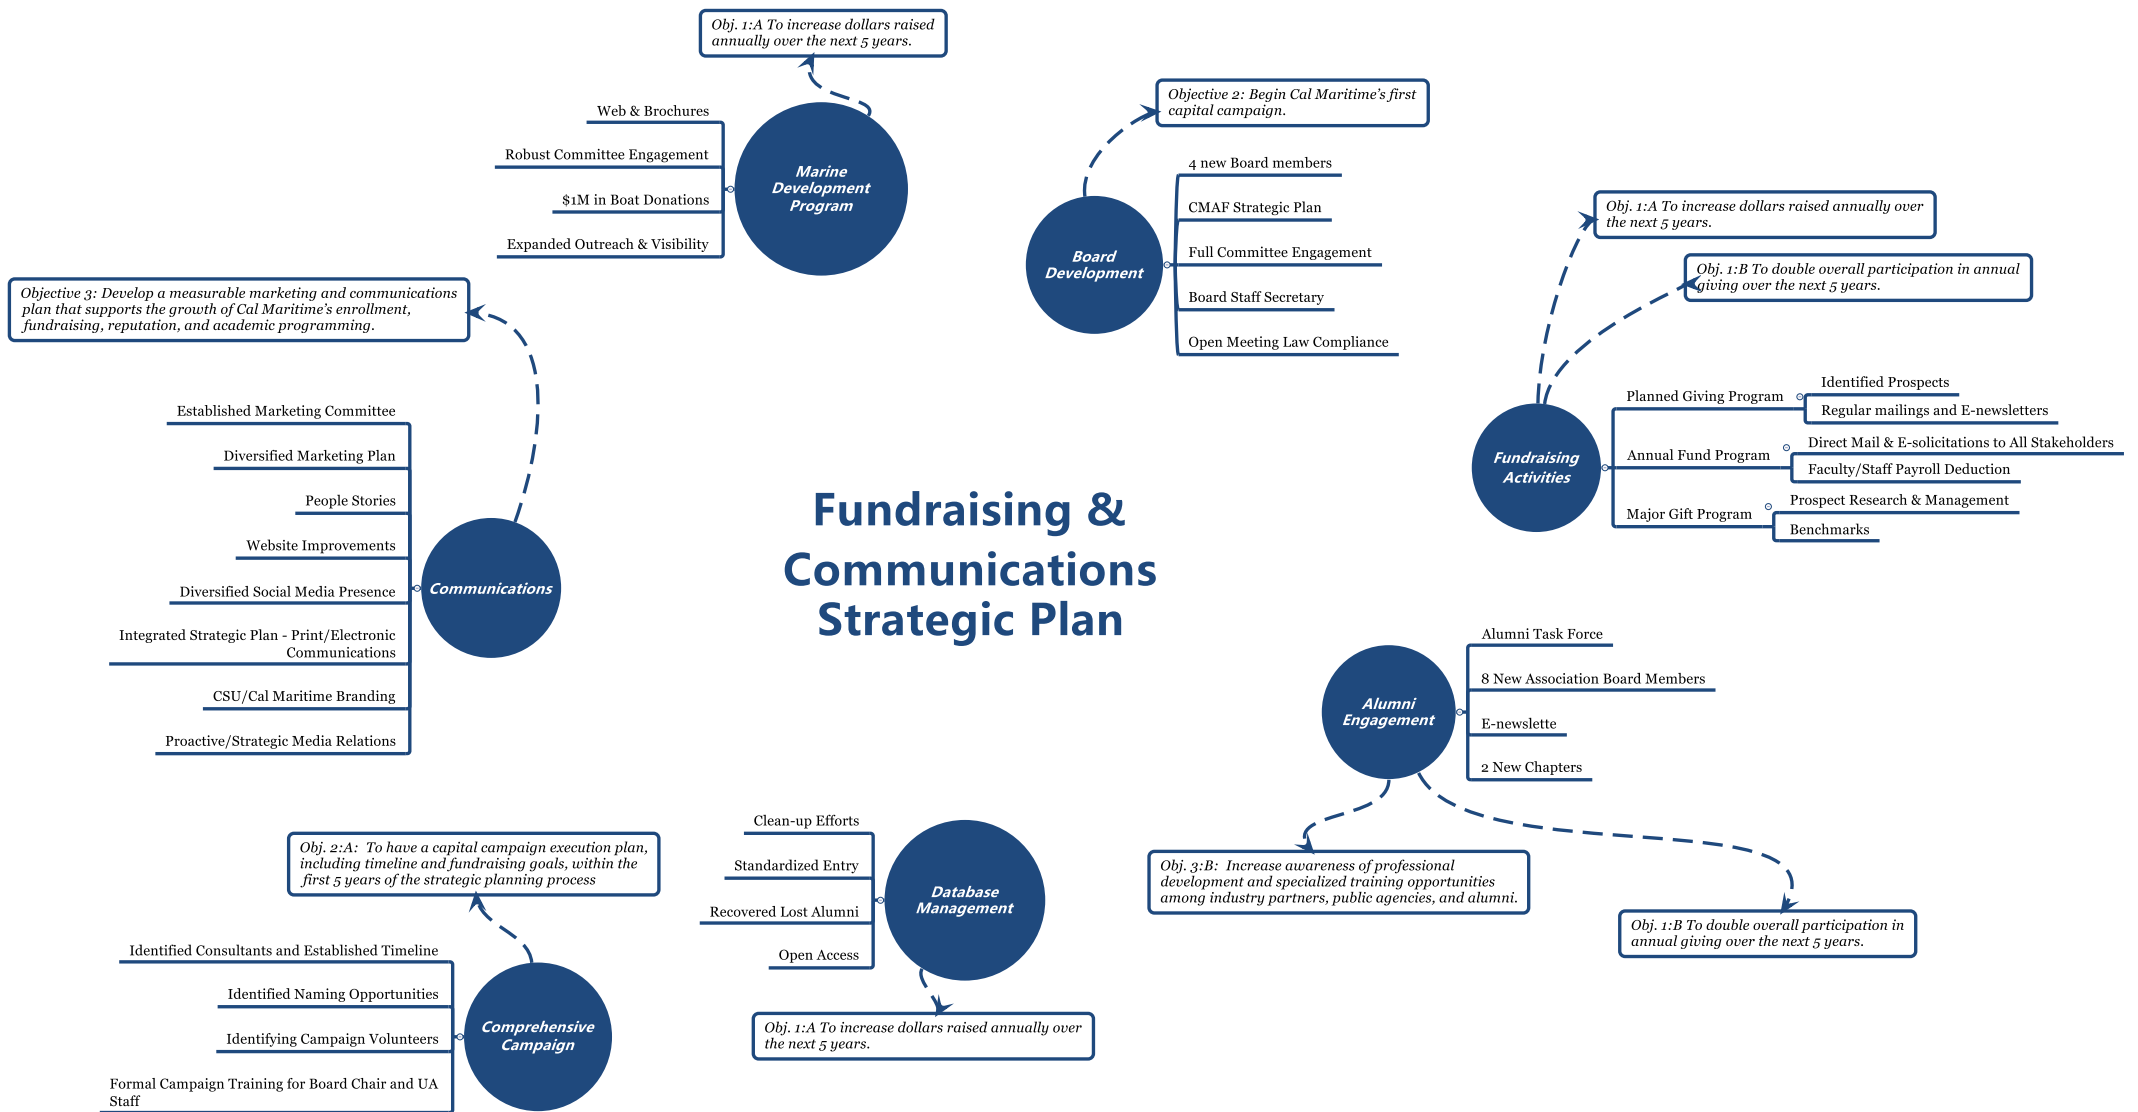 Obj. 1:A To increase dollars raised
annually over the next 5 years.
Web & Brochures
Robust Committee Engagement
$1M in Boat Donations
Expanded Outreach & Visibility
Marine
Development
Program
Objective 2: Begin Cal Maritime's first
capital campaign.
4 new Board members
CMAF Strategic Plan
Full Committee Engagement
Board Staff Secretary
Open Meeting Law Compliance
Board
Development
Obj. 1:A To increase dollars raised annually over
the next 5 years.
Obj. 1:B To double overall participation in annual
giving over the next 5 years.
Fundraising
Activities
Planned Giving Program
Identified Prospects
Regular mailings and E-newsletters
Annual Fund Program
Direct Mail & E-solicitations to All Stakeholders
Faculty/Staff Payroll Deduction
Major Gift Program
Prospect Research & Management
Benchmarks
Objective 3: Develop a measurable marketing and communications
plan that supports the growth of Cal Maritime's enrollment,
fundraising, reputation, and academic programming.
Established Marketing Committee
Diversified Marketing Plan
People Stories
Website Improvements
Diversified Social Media Presence
Integrated Strategic Plan - Print/Electronic
Communications
CSU/Cal Maritime Branding
Proactive/Strategic Media Relations
Communications
Fundraising &
Communications
Strategic Plan
Alumni
Engagement
Alumni Task Force
8 New Association Board Members
E-newslette
2 New Chapters
Obj. 3:B: Increase awareness of professional
development and specialized training opportunities
among industry partners, public agencies, and alumni.
Obj. 1:B To double overall participation in
annual giving over the next 5 years.
Clean-up Efforts
Standardized Entry
Recovered Lost Alumni
Open Access
Database
Management
Obj. 1:A To increase dollars raised annually over
the next 5 years.
Obj. 2:A: To have a capital campaign execution plan,
including timeline and fundraising goals, within the
first 5 years of the strategic planning process
Identified Consultants and Established Timeline
Identified Naming Opportunities
Identifying Campaign Volunteers
Formal Campaign Training for Board Chair and UA
Staff
Comprehensive
Campaign